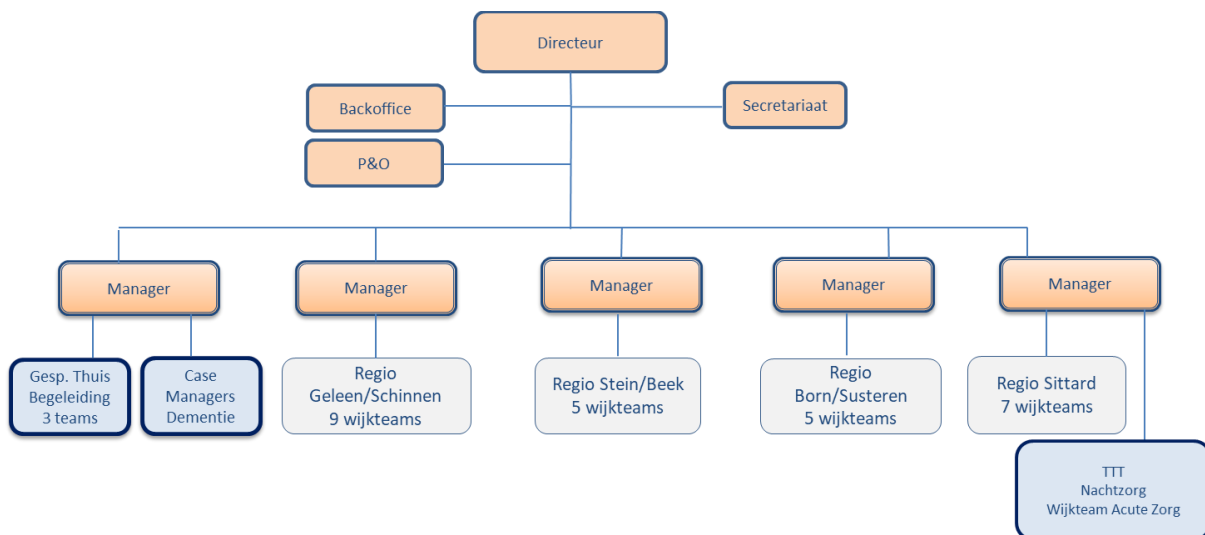 Directeur
Backoffice
Secretariaat
P&O
Manager
Manager
Manager
Manager
Manager
Gesp. Thuis
Begeleiding
3 teams
Case
Managers
Dementie
Regio
Geleen/Schinnen
9 wijkteams
Regio Stein/Beek
5 wijkteams
Regio
Born/Susteren
5 wijkteams
Regio Sittard
7 wijkteams
TTT
Nachtzorg
Wijkteam Acute Zorg